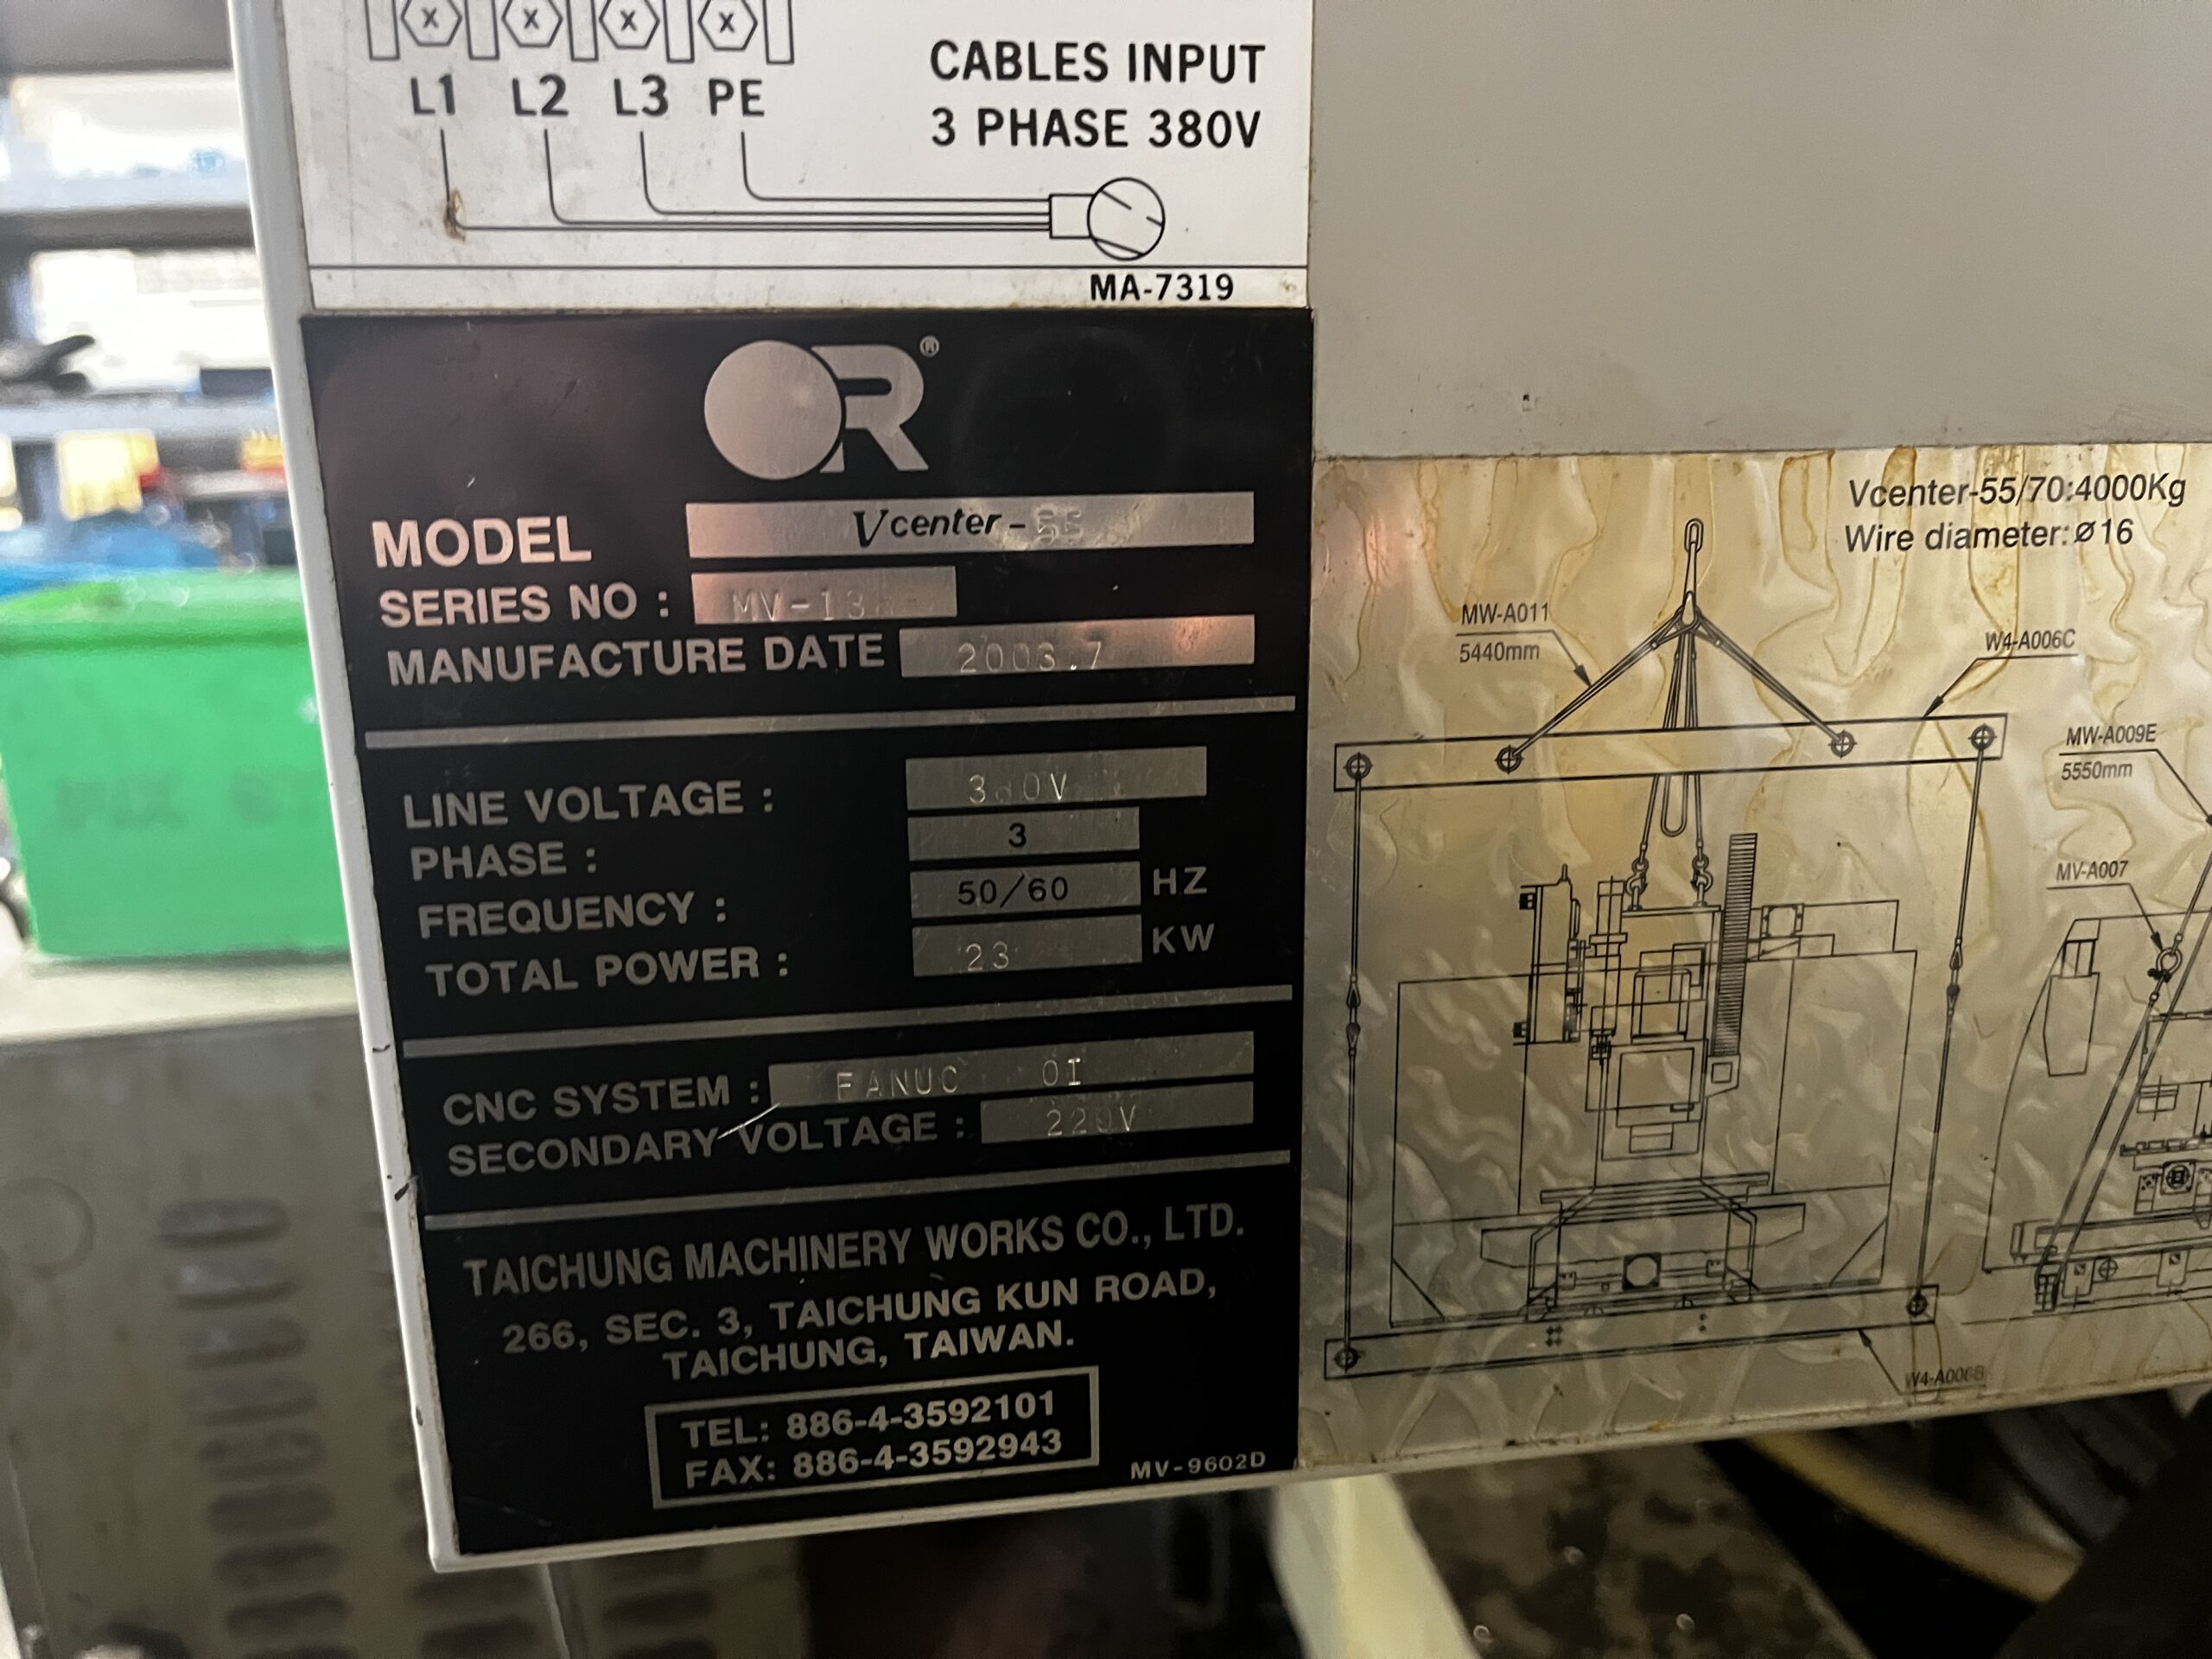 L1 L2 L3 PE
CABLES INPUT
3 PHASE 380V
MA-7319
R®
MODEL Vcenter-55
SERIES NO :
MANUFACTURE DATE 2003.7
LINE VOLTAGE : 380V
PHASE : 3
FREQUENCY : 50/60 HZ
TOTAL POWER : 23 KW
CNC SYSTEM : FANUC 0I
SECONDARY VOLTAGE : 220V
TAICHUNG MACHINERY WORKS CO., LTD.
266, SEC. 3, TAICHUNG KUN ROAD,
TAICHUNG, TAIWAN.
TEL: 886-4-3592101
FAX: 886-4-3592943
MV-9602D
Vcenter-55/70:4000Kg
Wire diameter:ø16
MW-A011
5440mm
W4-A006C
MW-A009E
5550mm
MV-A007
W4-A006B